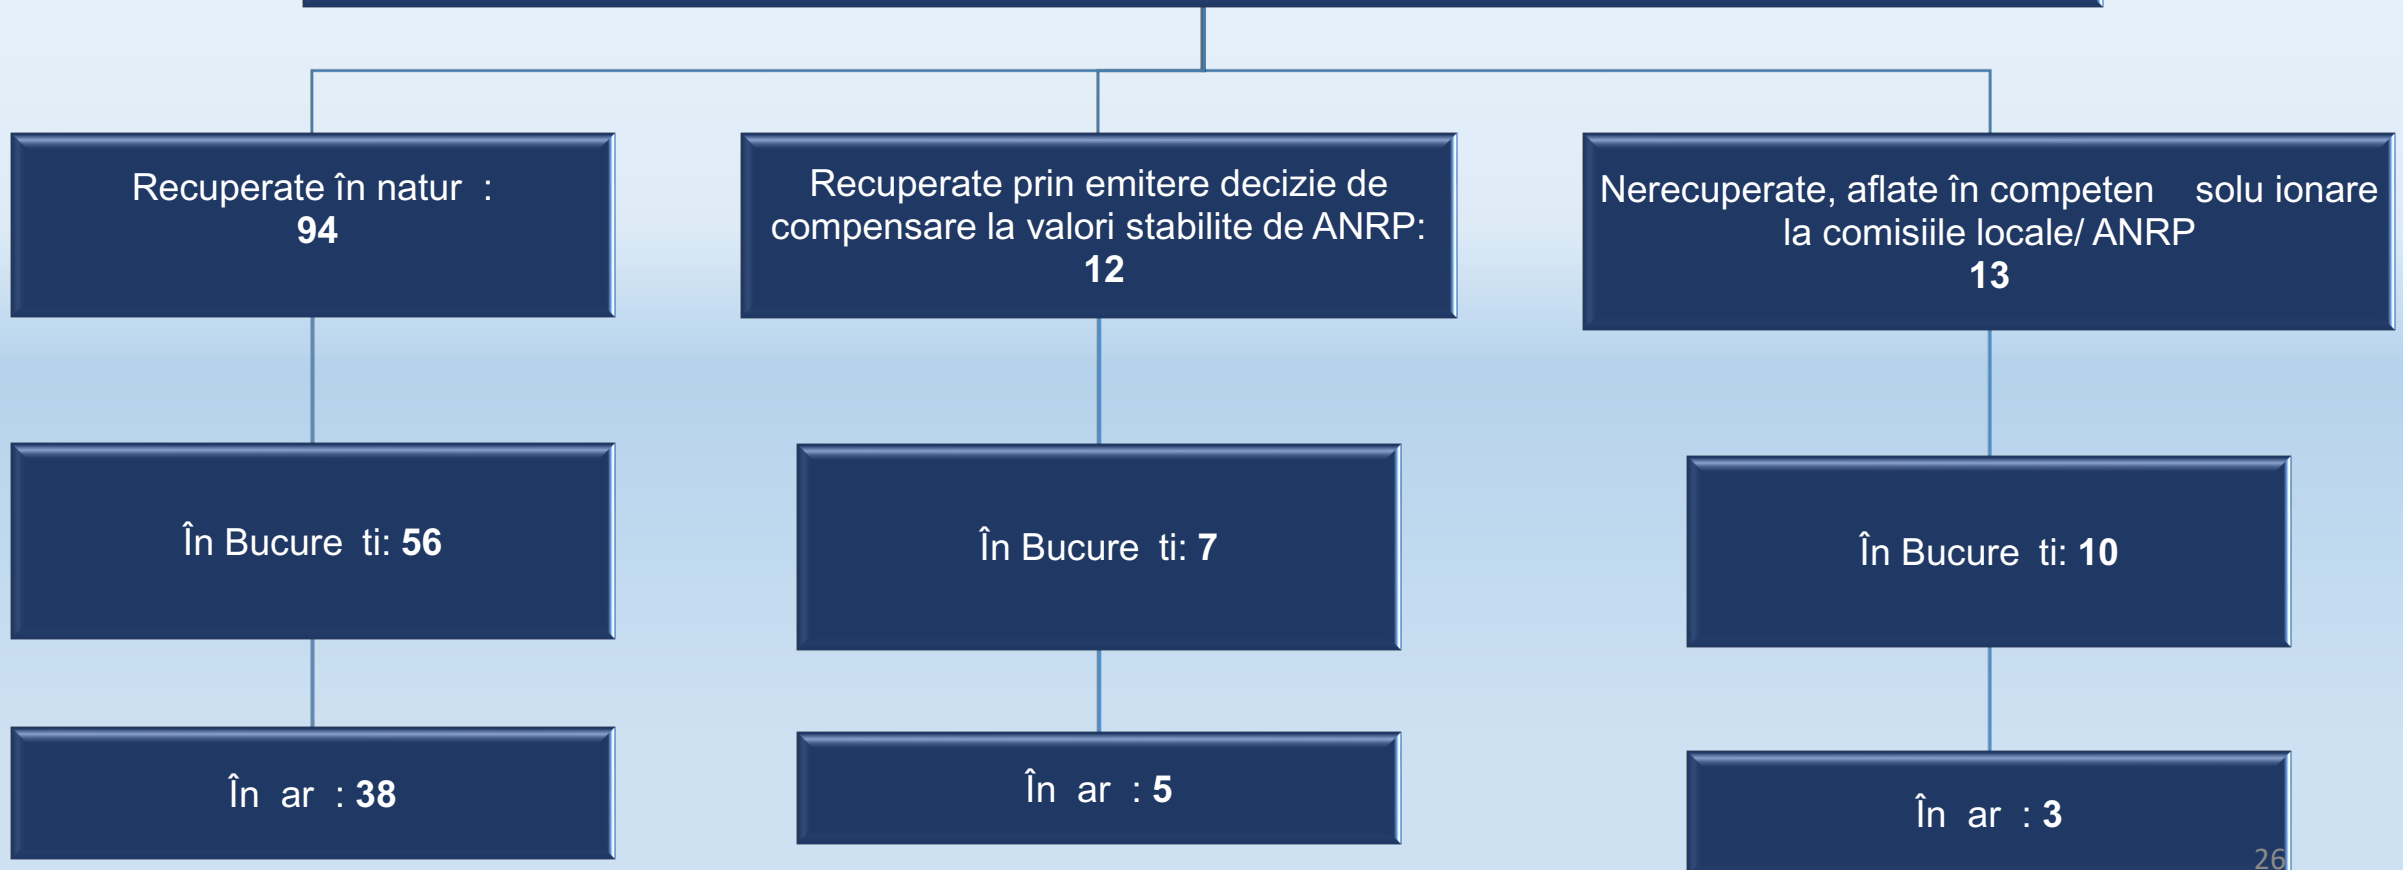 Recuperate în natur :
94
Recuperate prin emitere decizie de
compensare la valori stabilite de ANRP:
12
Nerecuperate, aflate în competen solu ionare
la comisiile locale/ ANRP
13
În Bucure ti: 56
În Bucure ti: 7
În Bucure ti: 10
În ar : 38
În ar : 5
În ar : 3
26